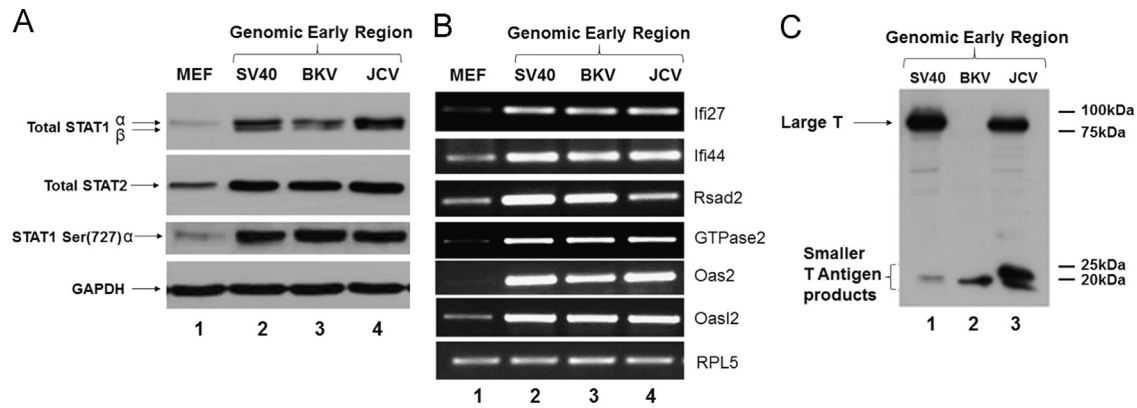 A
Genomic Early Region
MEF SV40 BKV JCV
Total STAT1 α
β
Total STAT2
STAT1 Ser(727) α
GAPDH
1 2 3 4
B
Genomic Early Region
MEF SV40 BKV JCV
Ifi27
Ifi44
Rsad2
GTPase2
Oas2
Oasl2
RPL5
1 2 3 4
C
Genomic Early Region
SV40 BKV JCV
Large T
100kDa
75kDa
Smaller
T Antigen
products
25kDa
20kDa
1 2 3